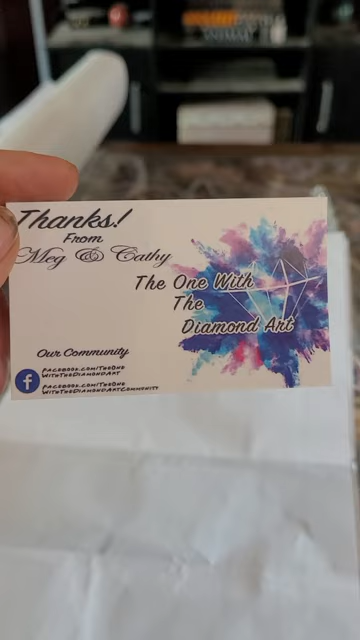 Thanks!
From
Meg & Cathy
The One With
The
Diamond Art
Our Community
facebook.com/TheOne
WithTheDiamondArt
facebook.com/TheOne
WithTheDiamondArtCommunity